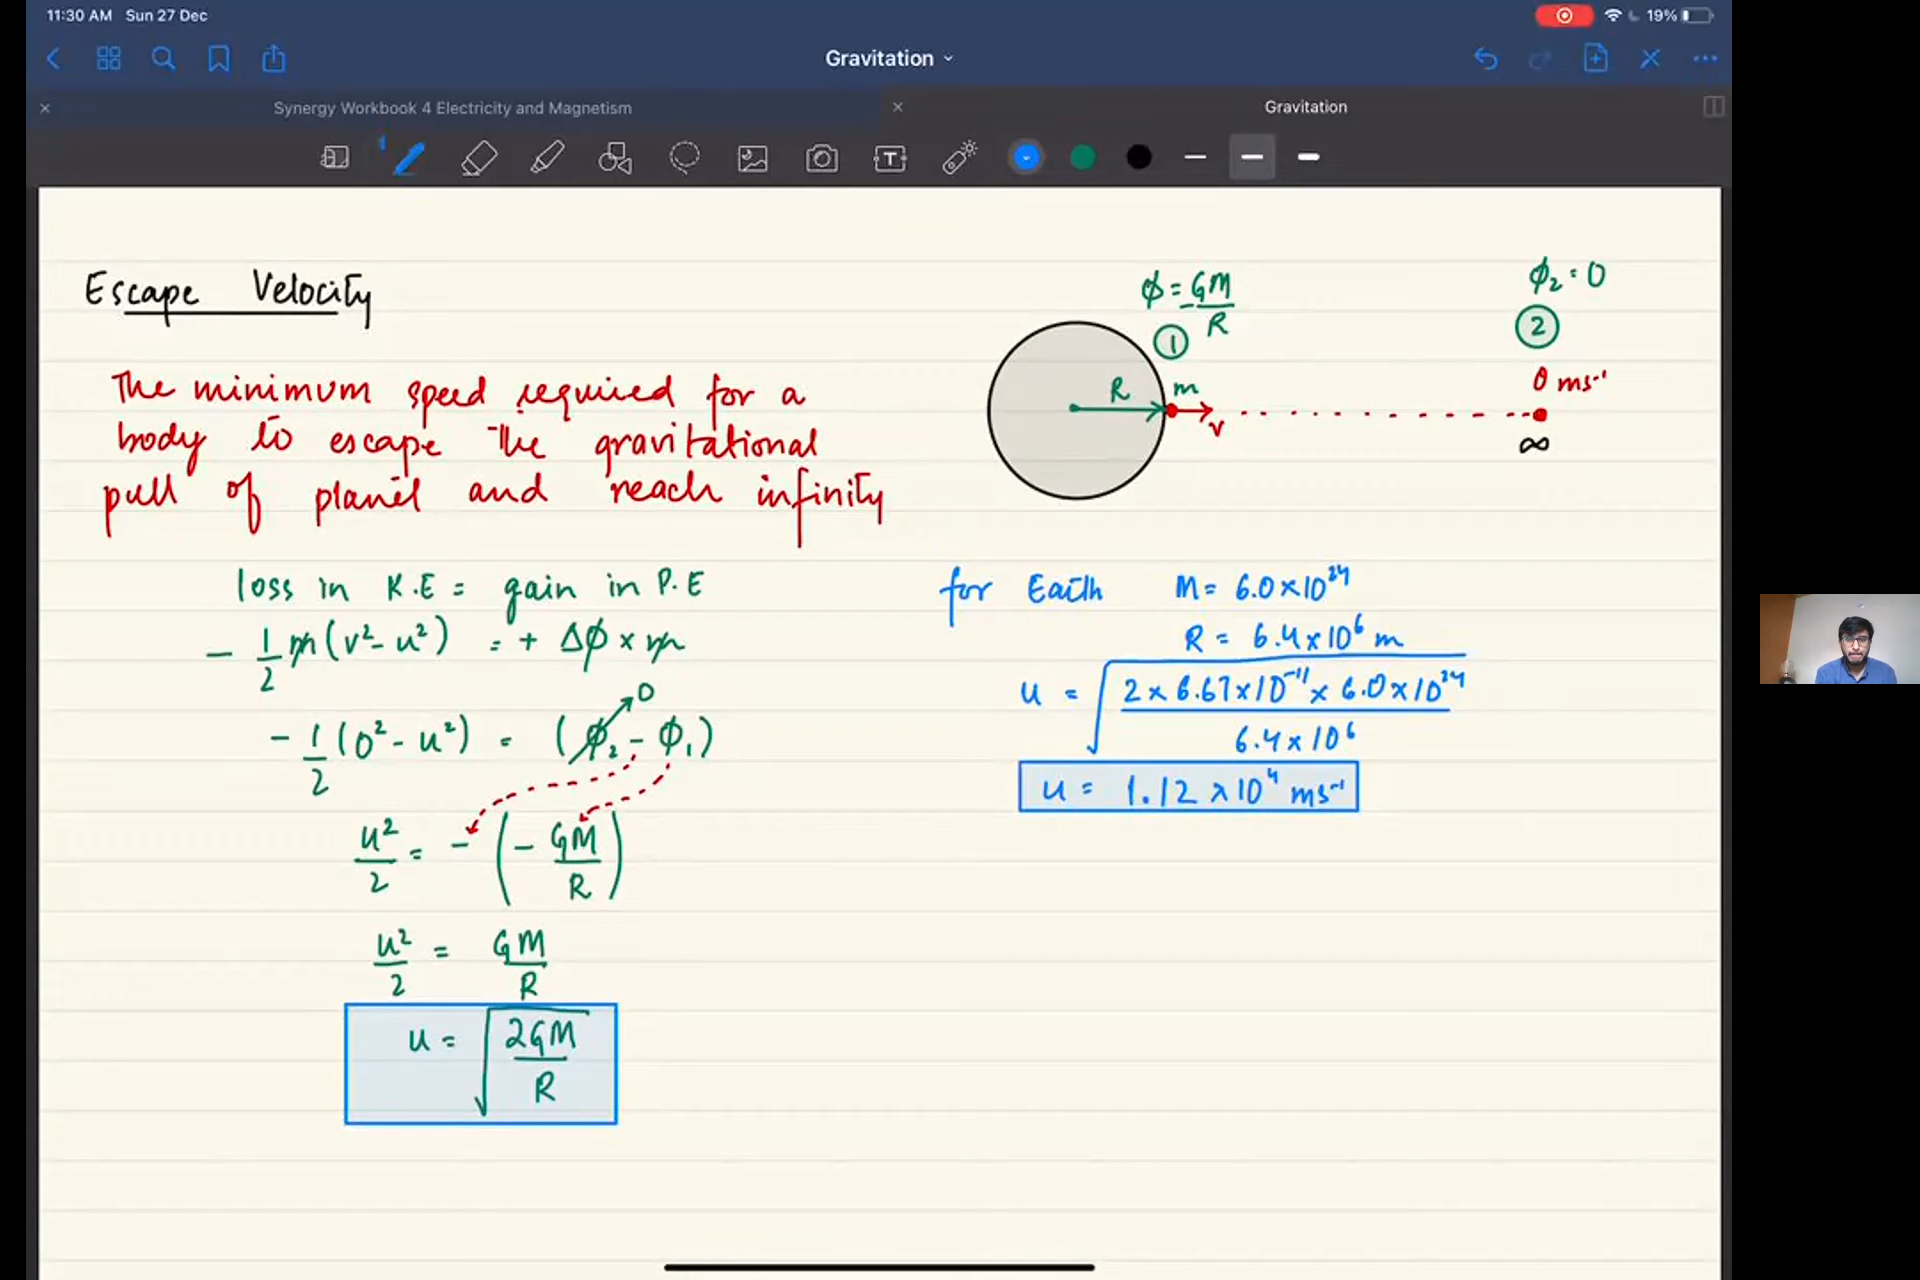 11:30 AM Sun 27 Dec
19%
Gravitation
Synergy Workbook 4 Electricity and Magnetism
Gravitation
Escape Velocity
The minimum speed required for a
body to escape the gravitational
pull of planet and reach infinity
loss in K.E = gain in P.E
- 1/2 m(v² - u²) = + Δϕ × m
- 1/2 (0² - u²) = (ϕ₂ - ϕ₁)
0
u²/2 = - (- GM/R)
u²/2 = GM/R
u = √(2GM/R)
ϕ = -GM/R
1
R
m
v
ϕ₂ = 0
2
0 ms⁻¹
∞
for Earth M = 6.0×10²⁴
R = 6.4×10⁶ m
u = √(2 × 6.67×10⁻¹¹ × 6.0×10²⁴ / 6.4×10⁶)
u = 1.12 ×10⁴ ms⁻¹